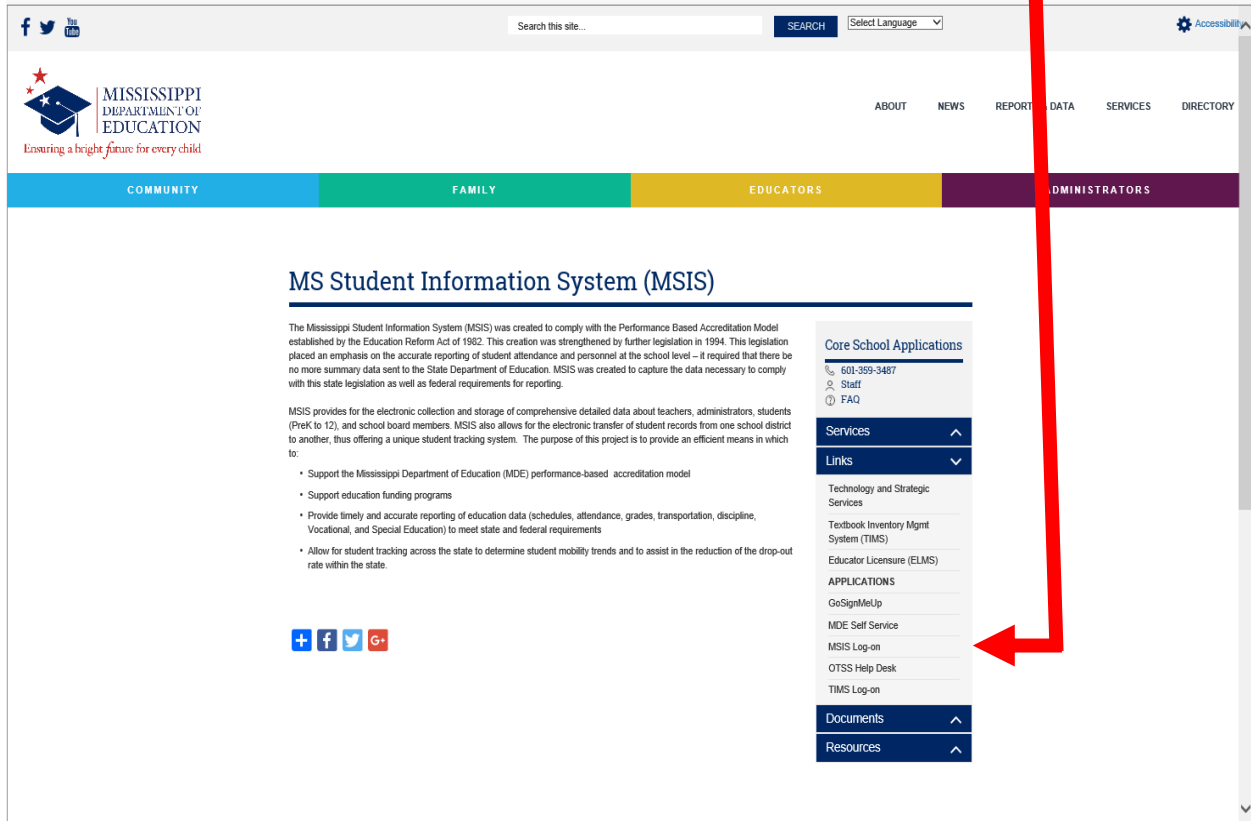 You
Tube
Search this site...
SEARCH
Select Language
Accessibility
MISSISSIPPI
DEPARTMENT OF
EDUCATION
Ensuring a bright future for every child
ABOUT NEWS REPORTS & DATA SERVICES DIRECTORY
COMMUNITY FAMILY EDUCATORS ADMINISTRATORS
MS Student Information System (MSIS)
The Mississippi Student Information System (MSIS) was created to comply with the Performance Based Accreditation Model
established by the Education Reform Act of 1982. This creation was strengthened by further legislation in 1994. This legislation
placed an emphasis on the accurate reporting of student attendance and personnel at the school level – it required that there be
no more summary data sent to the State Department of Education. MSIS was created to capture the data necessary to comply
with this state legislation as well as federal requirements for reporting.
MSIS provides for the electronic collection and storage of comprehensive detailed data about teachers, administrators, students
(PreK to 12), and school board members. MSIS also allows for the electronic transfer of student records from one school district
to another, thus offering a unique student tracking system. The purpose of this project is to provide an efficient means in which
to:
• Support the Mississippi Department of Education (MDE) performance-based accreditation model
• Support education funding programs
• Provide timely and accurate reporting of education data (schedules, attendance, grades, transportation, discipline,
Vocational, and Special Education) to meet state and federal requirements
• Allow for student tracking across the state to determine student mobility trends and to assist in the reduction of the drop-out
rate within the state.
Core School Applications
601-359-3487
Staff
FAQ
Services
Links
Technology and Strategic
Services
Textbook Inventory Mgmt
System (TIMS)
Educator Licensure (ELMS)
APPLICATIONS
GoSignMeUp
MDE Self Service
MSIS Log-on
OTSS Help Desk
TIMS Log-on
Documents
Resources